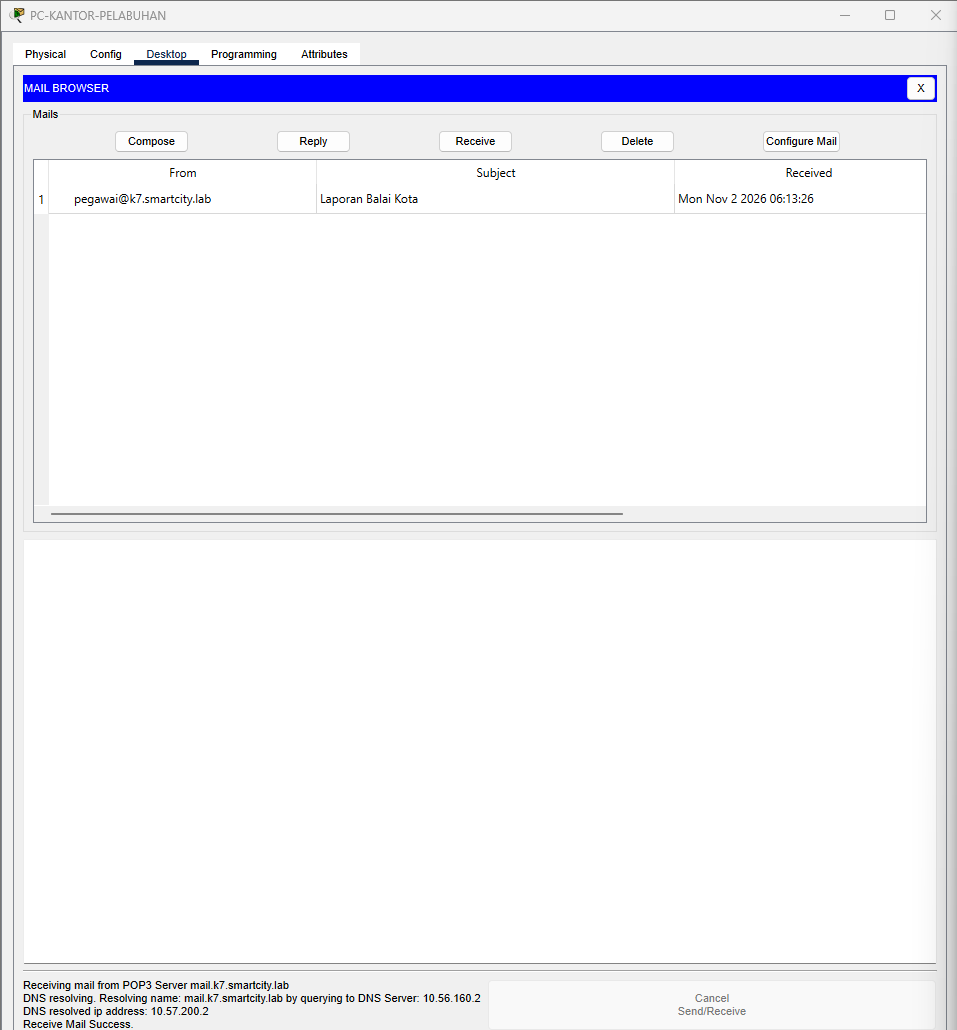 PC-KANTOR-PELABUHAN
Physical Config Desktop Programming Attributes
MAIL BROWSER X
Mails
Compose Reply Receive Delete Configure Mail
From Subject Received
1 pegawai@k7.smartcity.lab Laporan Balai Kota Mon Nov 2 2026 06:13:26
Receiving mail from POP3 Server mail.k7.smartcity.lab
DNS resolving. Resolving name: mail.k7.smartcity.lab by querying to DNS Server: 10.56.160.2
DNS resolved ip address: 10.57.200.2
Receive Mail Success.
Cancel
Send/Receive